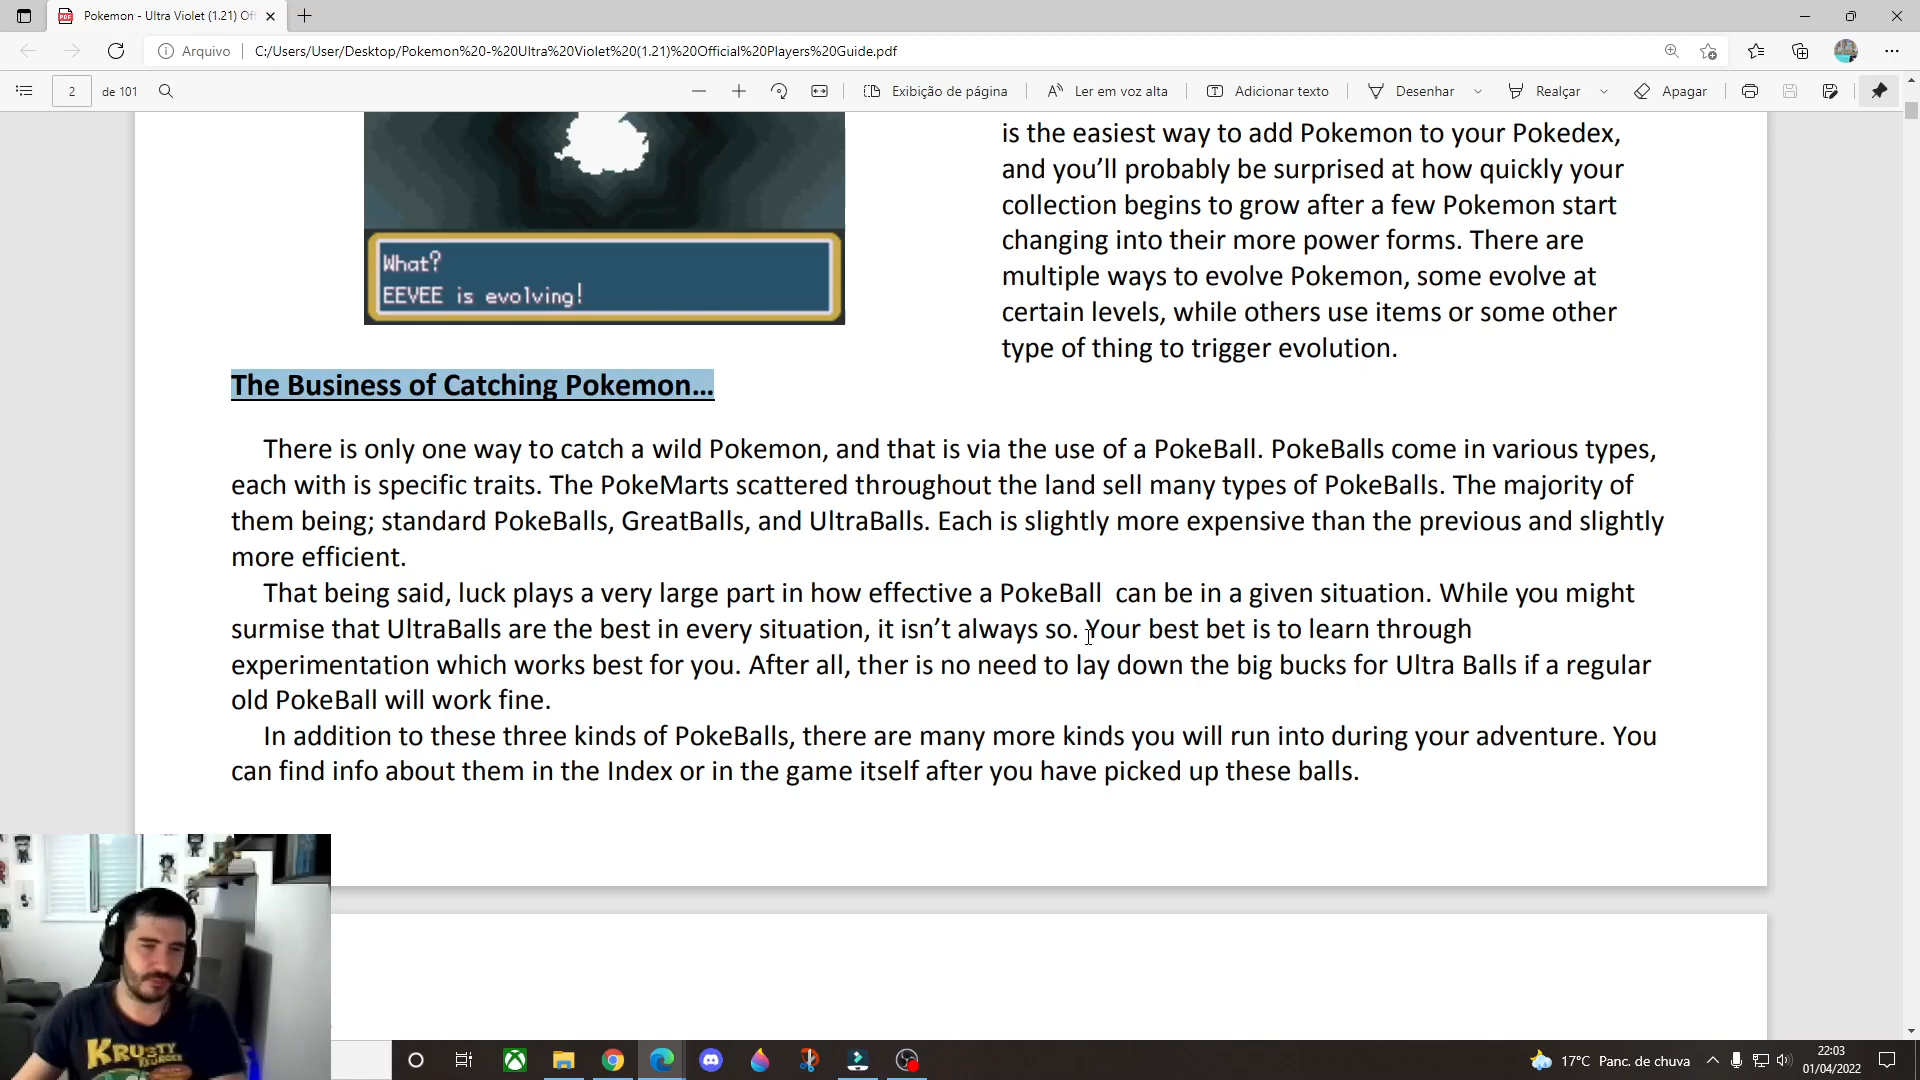 Pokemon - Ultra Violet (1.21) Of
Arquivo
C:/Users/User/Desktop/Pokemon%20-%20Ultra%20Violet%20(1.21)%20Official%20Players%20Guide.pdf
2
de 101
Exibição de página
Ler em voz alta
Adicionar texto
Desenhar
Realçar
Apagar
What?
EEVEE is evolving!
is the easiest way to add Pokemon to your Pokedex,
and you’ll probably be surprised at how quickly your
collection begins to grow after a few Pokemon start
changing into their more power forms. There are
multiple ways to evolve Pokemon, some evolve at
certain levels, while others use items or some other
type of thing to trigger evolution.
The Business of Catching Pokemon…
There is only one way to catch a wild Pokemon, and that is via the use of a PokeBall. PokeBalls come in various types,
each with is specific traits. The PokeMarts scattered throughout the land sell many types of PokeBalls. The majority of
them being; standard PokeBalls, GreatBalls, and UltraBalls. Each is slightly more expensive than the previous and slightly
more efficient.
That being said, luck plays a very large part in how effective a PokeBall can be in a given situation. While you might
surmise that UltraBalls are the best in every situation, it isn’t always so. Your best bet is to learn through
experimentation which works best for you. After all, ther is no need to lay down the big bucks for Ultra Balls if a regular
old PokeBall will work fine.
In addition to these three kinds of PokeBalls, there are many more kinds you will run into during your adventure. You
can find info about them in the Index or in the game itself after you have picked up these balls.
KRUSTY
BURGER
17°C Panc. de chuva
22:03
01/04/2022